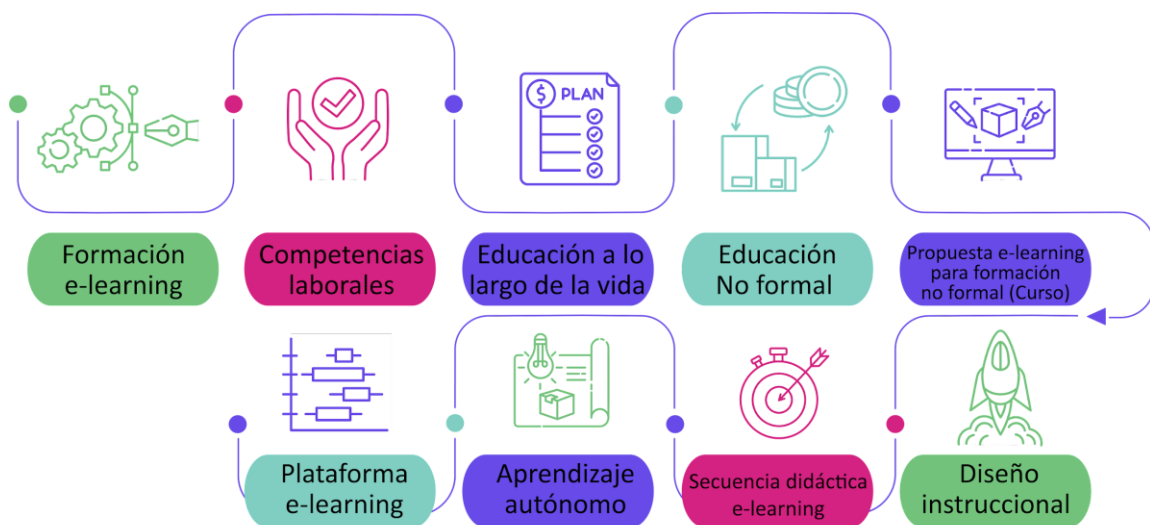 $ PLAN
Formación
e-learning
Competencias
laborales
Educación a lo
largo de la vida
Educación
No formal
Propuesta e-learning
para formación
no formal (Curso)
Plataforma
e-learning
Aprendizaje
autónomo
Secuencia didáctica
e-learning
Diseño
instruccional